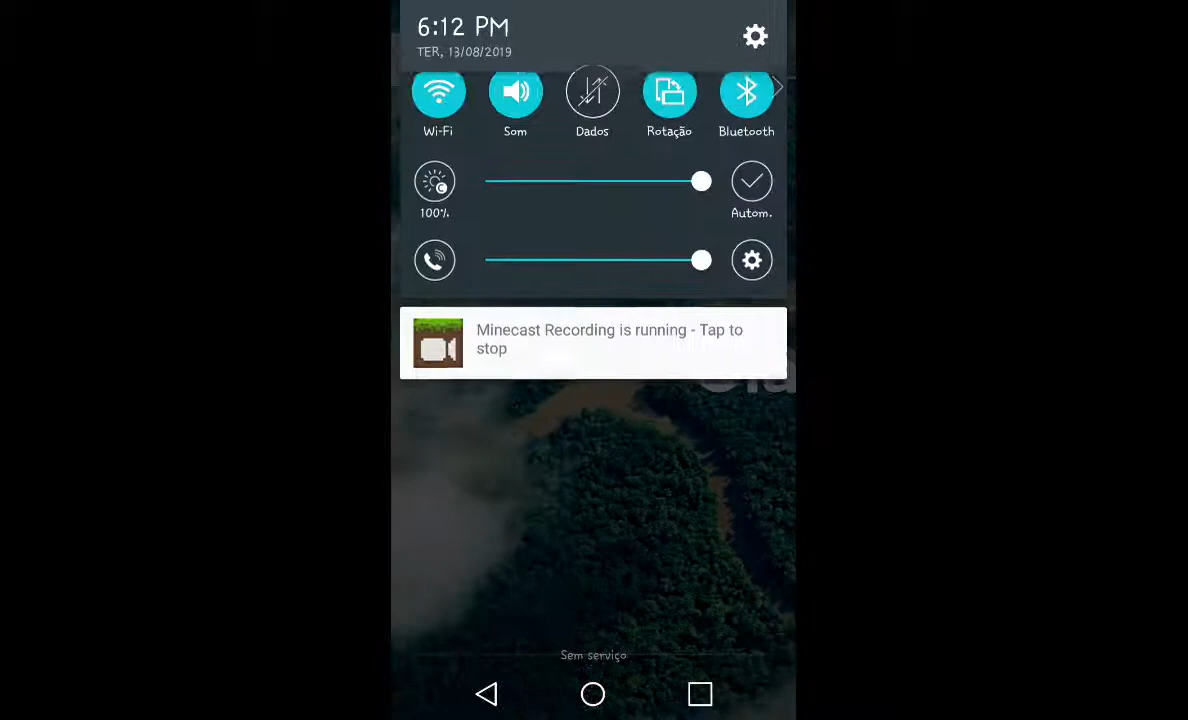 6:12 PM
TER, 13/08/2019
Wi-Fi
Som
Dados
Rotação
Bluetooth
100%
Autom.
Minecast Recording is running - Tap to
stop
Sem serviço